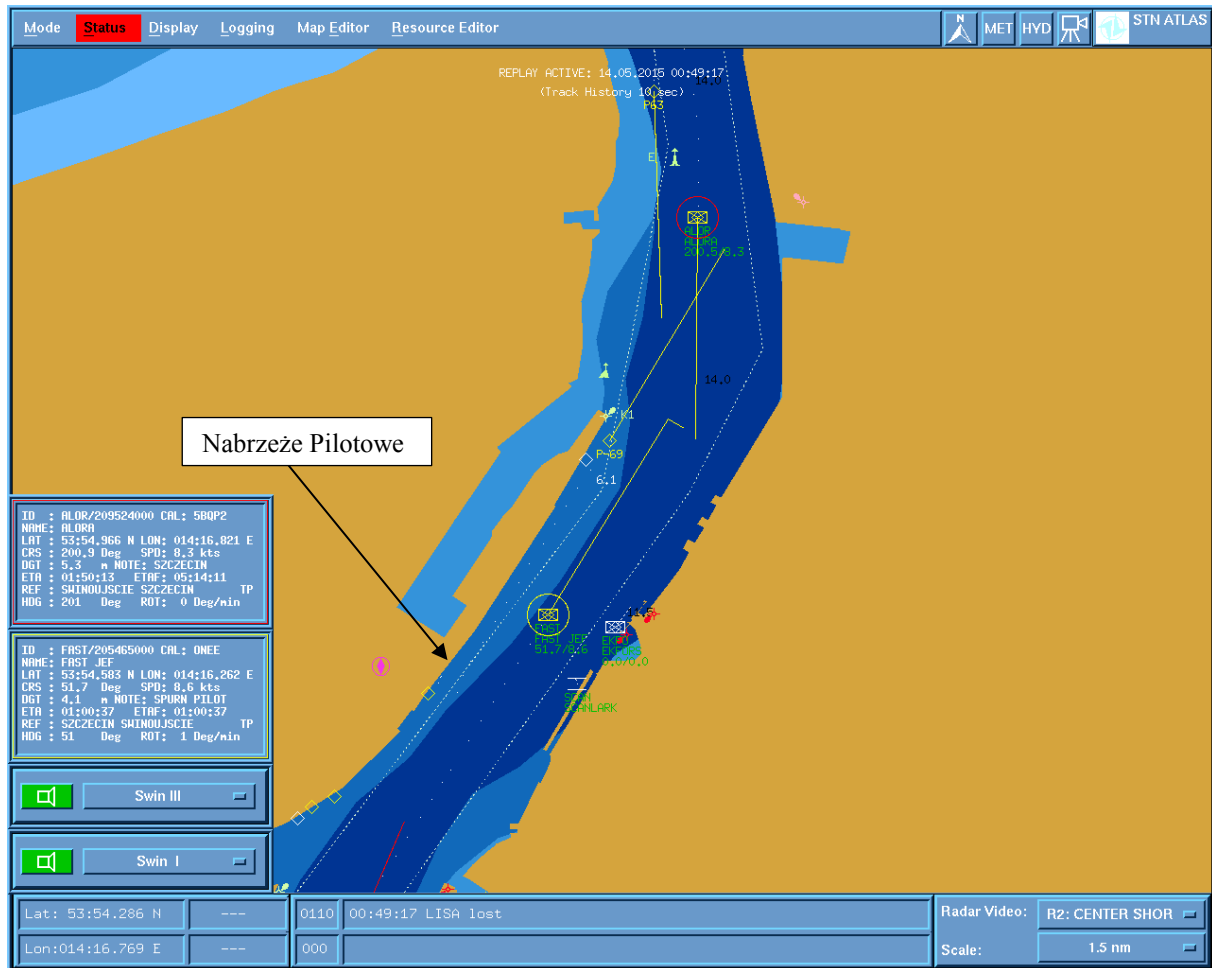 Mode Status Display Logging Map Editor Resource Editor
N MET HYD STN ATLAS
REPLAY ACTIVE: 14.05.2015 00:49:17
(Track History 10 sec)
14.0
P63
E
ALOR
ALORA
200.5/8.3
14.0
K1
P-69
6.1
Nabrzeże Pilotowe
FAST
FAST JEF
51.7/8.6
EKFO
0.0/0.0
SCANLARK
ID : ALOR/209524000 CAL: 5BQP2
NAME: ALORA
LAT : 53:54.966 N LON: 014:16.821 E
CRS : 200.9 Deg SPD: 8.3 kts
DGT : 5.3 m NOTE: SZCZECIN
ETA : 01:50:13 ETAF: 05:14:11
REF : SWINOUJSCIE SZCZECIN TP
HDG : 201 Deg ROT: 0 Deg/min
ID : FAST/205465000 CAL: ONEE
NAME: FAST JEF
LAT : 53:54.583 N LON: 014:16.262 E
CRS : 51.7 Deg SPD: 8.6 kts
DGT : 4.1 m NOTE: SPURN PILOT
ETA : 01:00:37 ETAF: 01:00:37
REF : SZCZECIN SWINOUJSCIE TP
HDG : 51 Deg ROT: 1 Deg/min
Swin III
Swin I
Lat: 53:54.286 N --- 0110 00:49:17 LISA lost
Lon:014:16.769 E --- 000
Radar Video: R2: CENTER SHOR
Scale: 1.5 nm